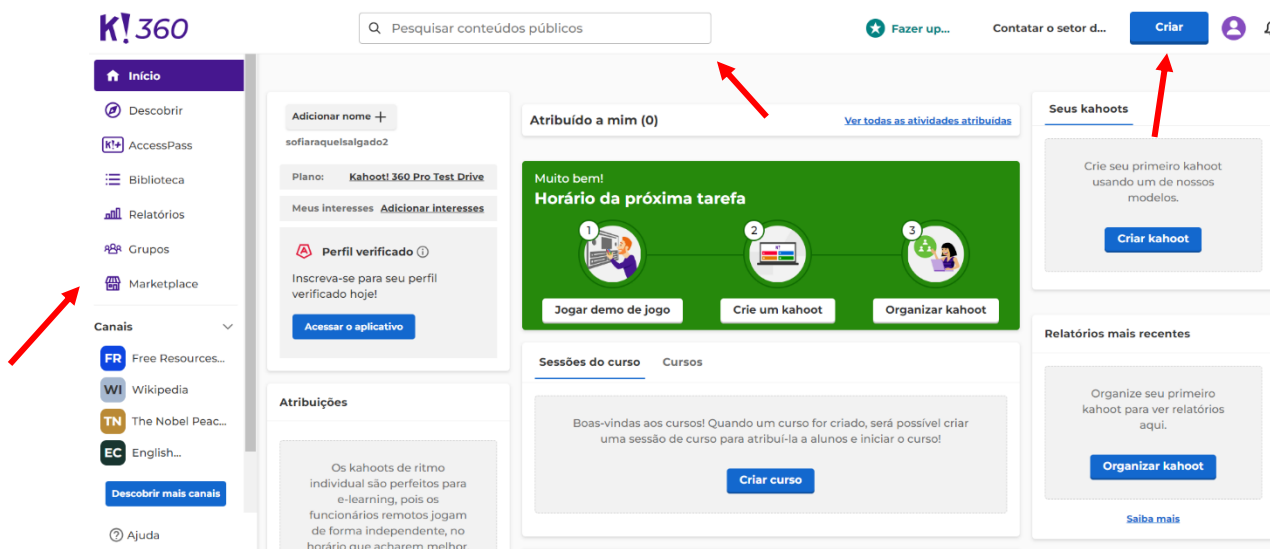 K! 360
Pesquisar conteúdos públicos
Fazer up...
Contatar o setor d...
Criar
Início
Descobrir
K!+ AccessPass
Biblioteca
Relatórios
Grupos
Marketplace
Canais
FR Free Resources...
WI Wikipedia
TN The Nobel Peac...
EC English...
Descobrir mais canais
Ajuda
Adicionar nome +
sofiaraquelsalgado2
Plano: Kahoot! 360 Pro Test Drive
Meus interesses Adicionar interesses
Perfil verificado
Inscreva-se para seu perfil
verificado hoje!
Acessar o aplicativo
Atribuições
Os kahoots de ritmo
individual são perfeitos para
e-learning, pois os
funcionários remotos jogam
de forma independente, no
horário que acharem melhor
Atribuído a mim (0)
Ver todas as atividades atribuídas
Muito bem!
Horário da próxima tarefa
1
2
3
Jogar demo de jogo
Crie um kahoot
Organizar kahoot
Sessões do curso
Cursos
Boas-vindas aos cursos! Quando um curso for criado, será possível criar
uma sessão de curso para atribuí-la a alunos e iniciar o curso!
Criar curso
Seus kahoots
Crie seu primeiro kahoot
usando um de nossos
modelos.
Criar kahoot
Relatórios mais recentes
Organize seu primeiro
kahoot para ver relatórios
aqui.
Organizar kahoot
Saiba mais